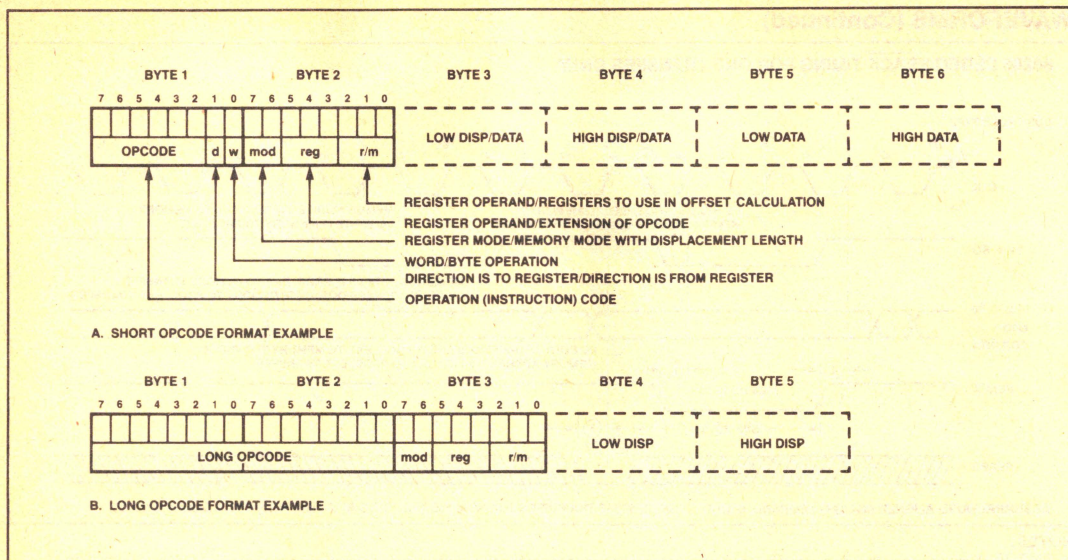 BYTE 1 BYTE 2 BYTE 3 BYTE 4 BYTE 5 BYTE 6
7 6 5 4 3 2 1 0 7 6 5 4 3 2 1 0
LOW DISP/DATA HIGH DISP/DATA LOW DATA HIGH DATA
OPCODE d w mod reg r/m
REGISTER OPERAND/REGISTERS TO USE IN OFFSET CALCULATION
REGISTER OPERAND/EXTENSION OF OPCODE
REGISTER MODE/MEMORY MODE WITH DISPLACEMENT LENGTH
WORD/BYTE OPERATION
DIRECTION IS TO REGISTER/DIRECTION IS FROM REGISTER
OPERATION (INSTRUCTION) CODE
A. SHORT OPCODE FORMAT EXAMPLE
BYTE 1 BYTE 2 BYTE 3 BYTE 4 BYTE 5
7 6 5 4 3 2 1 0 7 6 5 4 3 2 1 0 7 6 5 4 3 2 1 0
LOW DISP HIGH DISP
LONG OPCODE mod reg r/m
B. LONG OPCODE FORMAT EXAMPLE